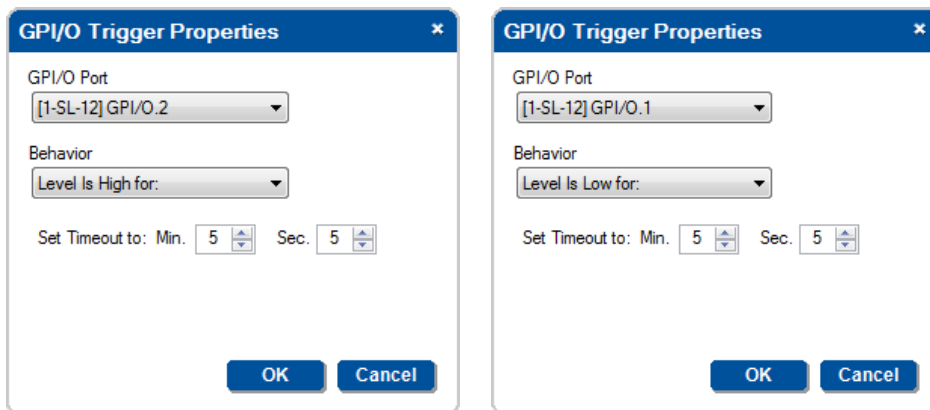 GPI/O Trigger Properties ×
GPI/O Port
[1-SL-12] GPI/O.2
Behavior
Level Is High for:
Set Timeout to: Min. 5 Sec. 5
OK Cancel
GPI/O Trigger Properties ×
GPI/O Port
[1-SL-12] GPI/O.1
Behavior
Level Is Low for:
Set Timeout to: Min. 5 Sec. 5
OK Cancel